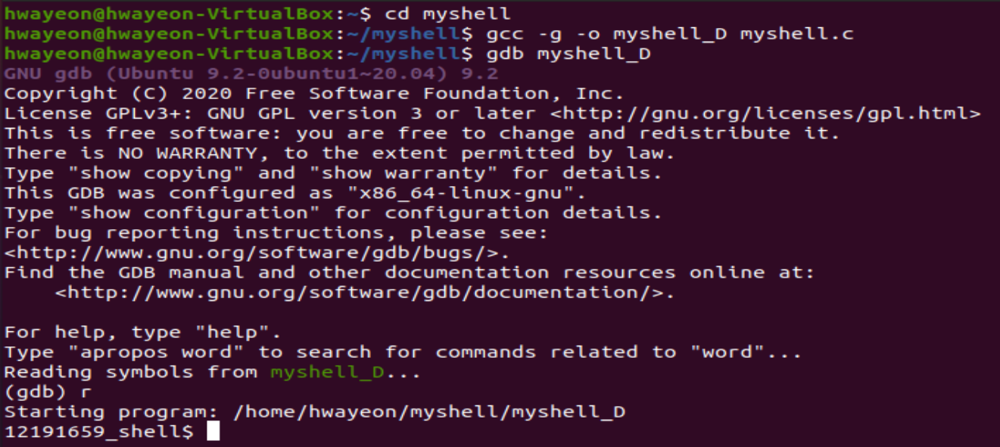 hwayeon@hwayeon-VirtualBox:~$ cd myshell
hwayeon@hwayeon-VirtualBox:~/myshell$ gcc -g -o myshell_D myshell.c
hwayeon@hwayeon-VirtualBox:~/myshell$ gdb myshell_D
GNU gdb (Ubuntu 9.2-0ubuntu1~20.04) 9.2
Copyright (C) 2020 Free Software Foundation, Inc.
License GPLv3+: GNU GPL version 3 or later <http://gnu.org/licenses/gpl.html>
This is free software: you are free to change and redistribute it.
There is NO WARRANTY, to the extent permitted by law.
Type "show copying" and "show warranty" for details.
This GDB was configured as "x86_64-linux-gnu".
Type "show configuration" for configuration details.
For bug reporting instructions, please see:
<http://www.gnu.org/software/gdb/bugs/>.
Find the GDB manual and other documentation resources online at:
    <http://www.gnu.org/software/gdb/documentation/>.

For help, type "help".
Type "apropos word" to search for commands related to "word"...
Reading symbols from myshell_D...
(gdb) r
Starting program: /home/hwayeon/myshell/myshell_D
12191659_shell$